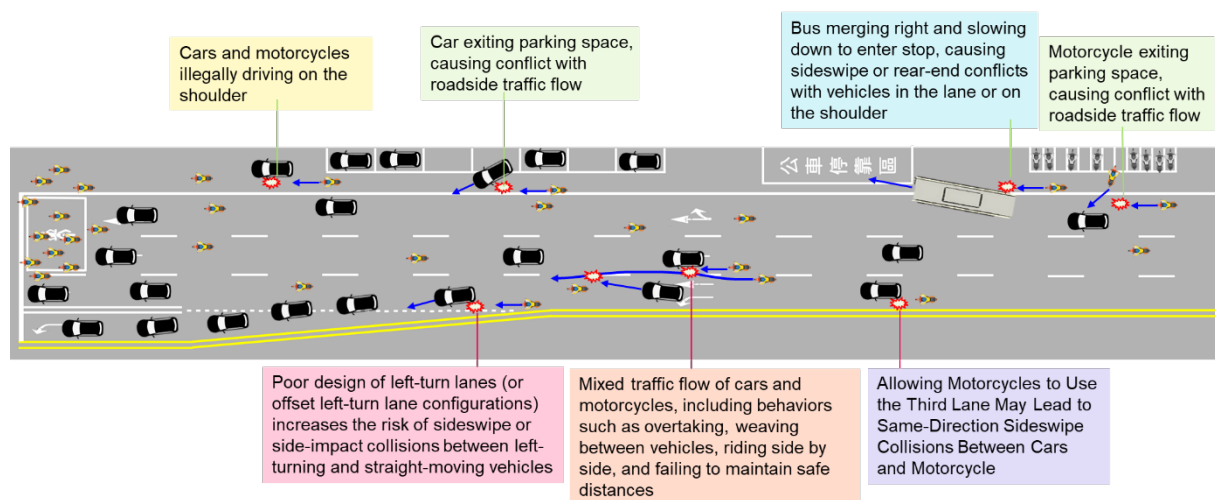 Cars and motorcycles
illegally driving on the
shoulder
Car exiting parking space,
causing conflict with
roadside traffic flow
Bus merging right and slowing
down to enter stop, causing
sideswipe or rear-end conflicts
with vehicles in the lane or on
the shoulder
Motorcycle exiting
parking space,
causing conflict with
roadside traffic flow
公車停靠區
Poor design of left-turn lanes (or
offset left-turn lane configurations)
increases the risk of sideswipe or
side-impact collisions between left-
turning and straight-moving vehicles
Mixed traffic flow of cars and
motorcycles, including behaviors
such as overtaking, weaving
between vehicles, riding side by
side, and failing to maintain safe
distances
Allowing Motorcycles to Use
the Third Lane May Lead to
Same-Direction Sideswipe
Collisions Between Cars
and Motorcycle